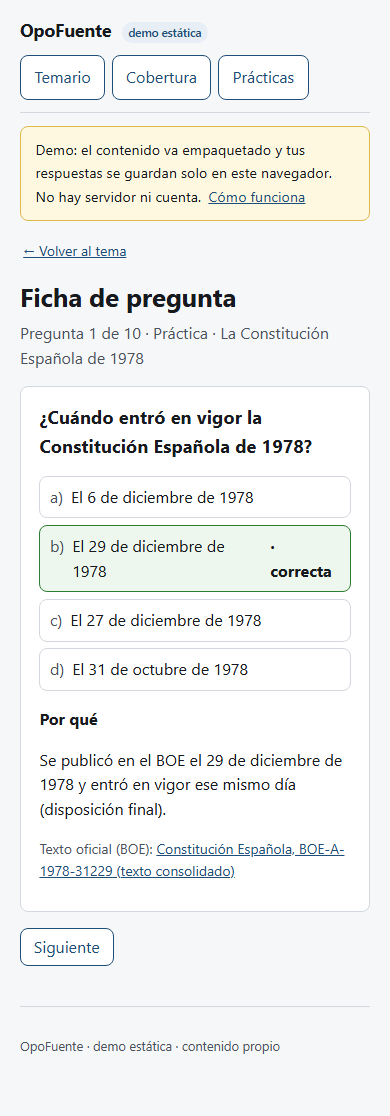 OpoFuente demo estática
Temario Cobertura Prácticas
Demo: el contenido va empaquetado y tus
respuestas se guardan solo en este navegador.
No hay servidor ni cuenta. Cómo funciona
← Volver al tema
Ficha de pregunta
Pregunta 1 de 10 · Práctica · La Constitución
Española de 1978
¿Cuándo entró en vigor la
Constitución Española de 1978?
a) El 6 de diciembre de 1978
b) El 29 de diciembre de ·
1978 correcta
c) El 27 de diciembre de 1978
d) El 31 de octubre de 1978
Por qué
Se publicó en el BOE el 29 de diciembre de
1978 y entró en vigor ese mismo día
(disposición final).
Texto oficial (BOE): Constitución Española, BOE-A-
1978-31229 (texto consolidado)
Siguiente
OpoFuente · demo estática · contenido propio